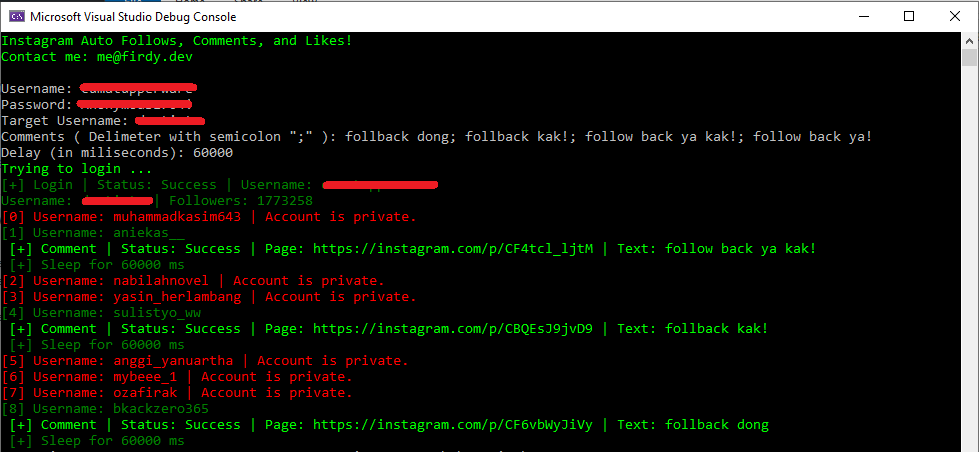 Microsoft Visual Studio Debug Console
Instagram Auto Follows, Comments, and Likes!
Contact me: me@firdy.dev
Username:
Password:
Target Username:
Comments ( Delimeter with semicolon ";" ): follback dong; follback kak!; follow back ya kak!; follow back ya!
Delay (in miliseconds): 60000
Trying to login ...
[+] Login | Status: Success | Username:
Username: | Followers: 1773258
[0] Username: muhammadkasim643 | Account is private.
[1] Username: aniekas__
[+] Comment | Status: Success | Page: https://instagram.com/p/CF4tcl_ljtM | Text: follow back ya kak!
[+] Sleep for 60000 ms
[2] Username: nabilahnovel | Account is private.
[3] Username: yasin_herlambang | Account is private.
[4] Username: sulistyo_ww
[+] Comment | Status: Success | Page: https://instagram.com/p/CBQEsJ9jvD9 | Text: follback kak!
[+] Sleep for 60000 ms
[5] Username: anggi_yanuartha | Account is private.
[6] Username: mybeee_1 | Account is private.
[7] Username: ozafirak | Account is private.
[8] Username: bkackzero365
[+] Comment | Status: Success | Page: https://instagram.com/p/CF6vbWyJiVy | Text: follback dong
[+] Sleep for 60000 ms